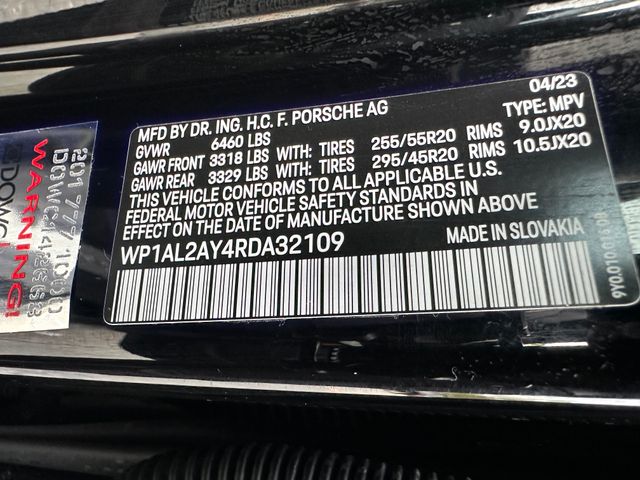 04/23
MFD BY DR. ING. H.C. F. PORSCHE AG TYPE: MPV
GVWR 6460 LBS
GAWR FRONT 3318 LBS WITH: TIRES 255/55R20 RIMS 9.0JX20
GAWR REAR 3329 LBS WITH: TIRES 295/45R20 RIMS 10.5JX20
THIS VEHICLE CONFORMS TO ALL APPLICABLE U.S.
FEDERAL MOTOR VEHICLE SAFETY STANDARDS IN
EFFECT ON THE DATE OF MANUFACTURE SHOWN ABOVE
WP1AL2AY4RDA32109 MADE IN SLOVAKIA
WARNING!